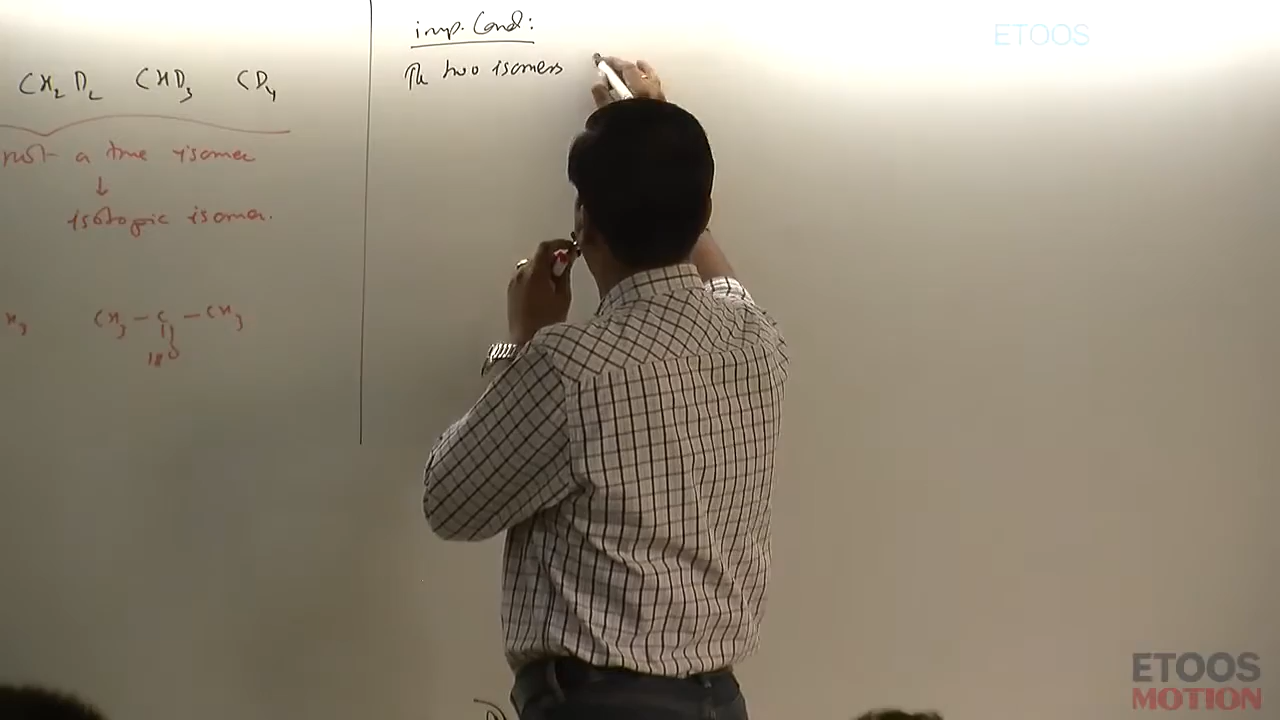 CH₂D₂ CHD₃ CD₄
not a true isomer
↓
isotopic isomer.
H₃ CH₃ – C – CH₃
||
18O
imp. Cond:
The two isomers
ETOOS
ETOOS
MOTION